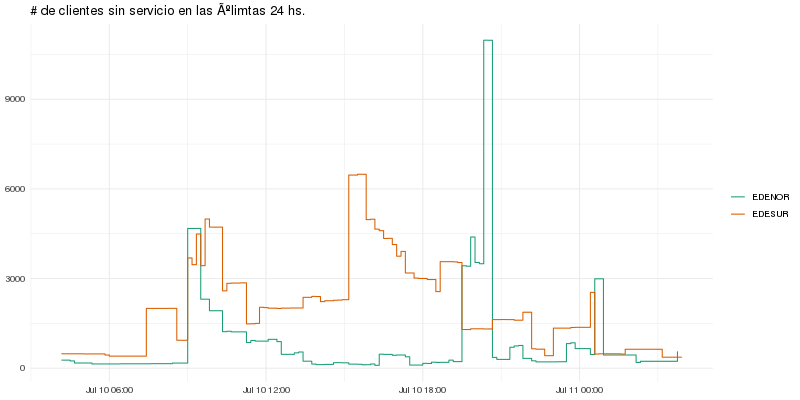 # de clientes sin servicio en las Ãºlimtas 24 hs.
9000
6000
3000
0
Jul 10 06:00
Jul 10 12:00
Jul 10 18:00
Jul 11 00:00
EDENOR
EDESUR